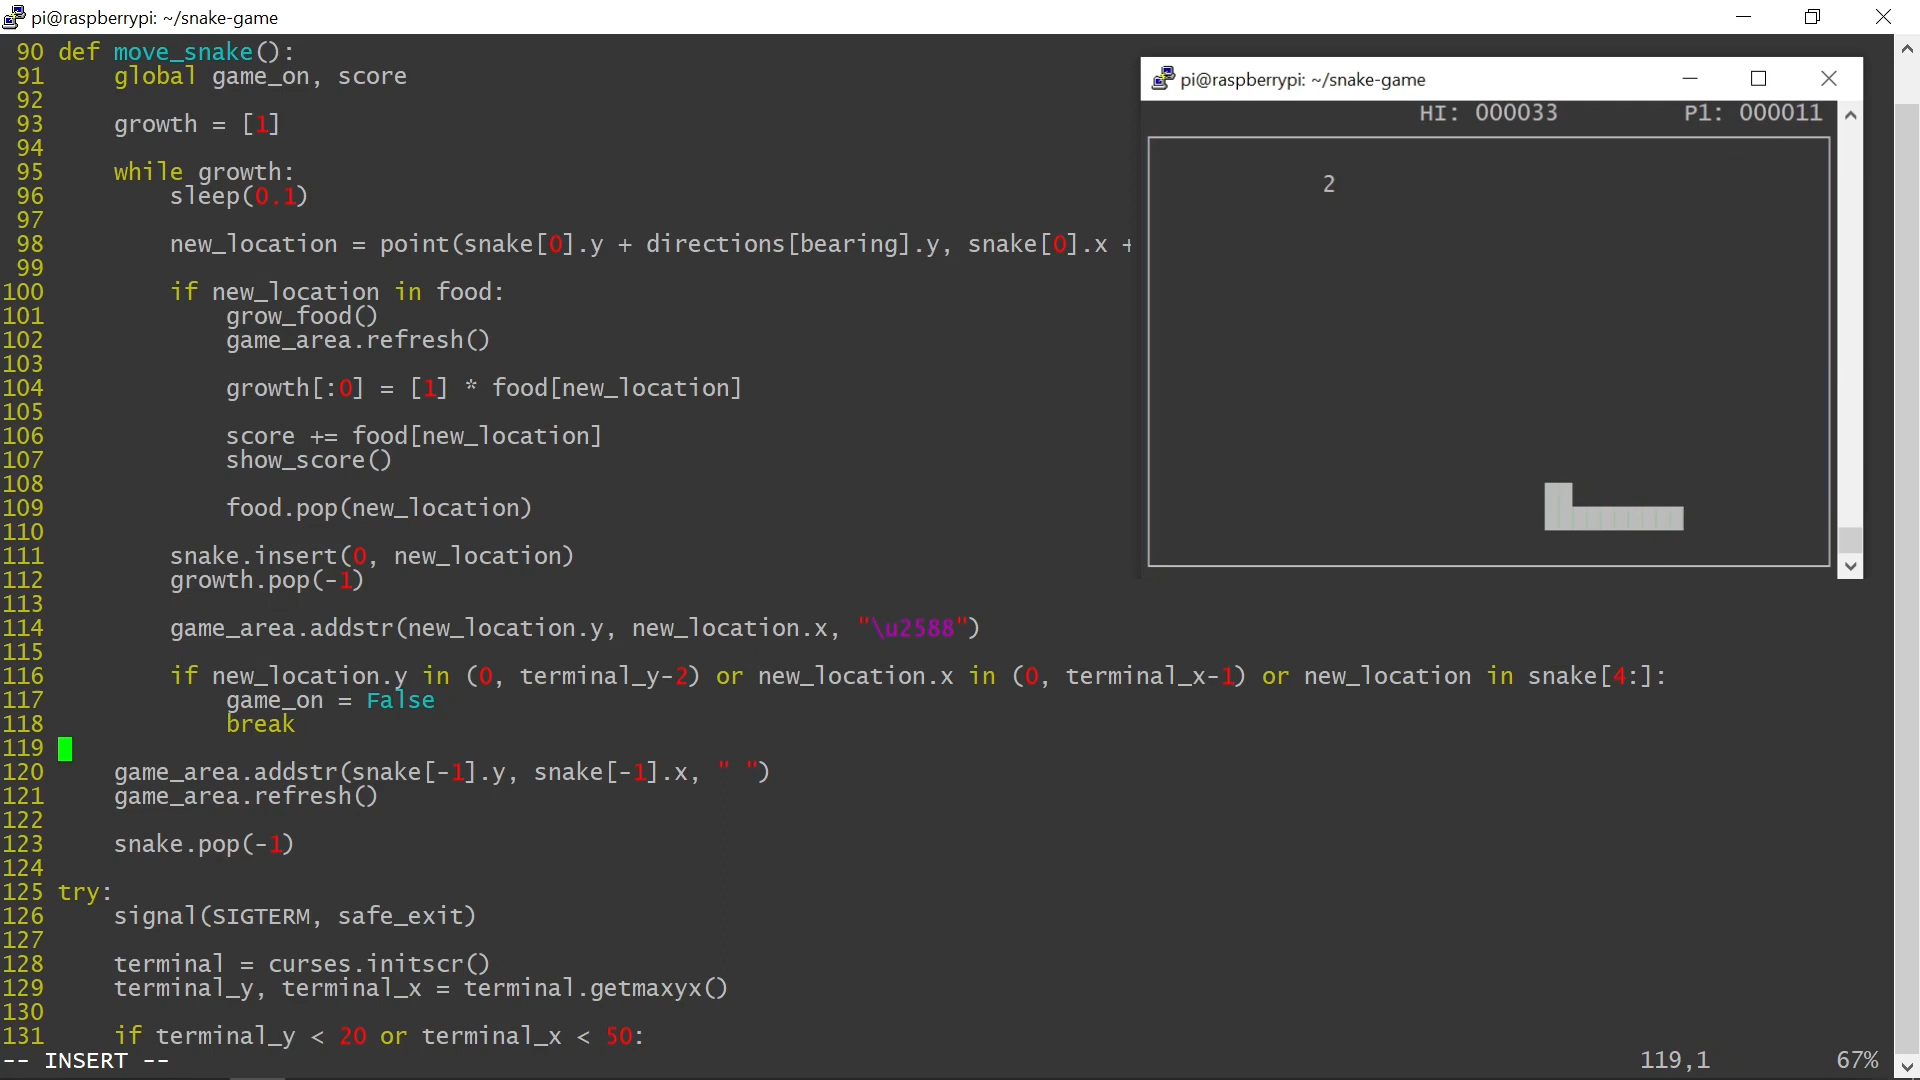 pi@raspberrypi: ~/snake-game
90 def move_snake():
91     global game_on, score
92
93     growth = [1]
94
95     while growth:
96         sleep(0.1)
97
98         new_location = point(snake[0].y + directions[bearing].y, snake[0].x +
99
100         if new_location in food:
101             grow_food()
102             game_area.refresh()
103
104             growth[:0] = [1] * food[new_location]
105
106             score += food[new_location]
107             show_score()
108
109             food.pop(new_location)
110
111         snake.insert(0, new_location)
112         growth.pop(-1)
113
114         game_area.addstr(new_location.y, new_location.x, "\u2588")
115
116         if new_location.y in (0, terminal_y-2) or new_location.x in (0, terminal_x-1) or new_location in snake[4:]:
117             game_on = False
118             break
119
120     game_area.addstr(snake[-1].y, snake[-1].x, " ")
121     game_area.refresh()
122
123     snake.pop(-1)
124
125 try:
126     signal(SIGTERM, safe_exit)
127
128     terminal = curses.initscr()
129     terminal_y, terminal_x = terminal.getmaxyx()
130
131     if terminal_y < 20 or terminal_x < 50:
-- INSERT -- 119,1 67%
pi@raspberrypi: ~/snake-game
HI: 000033 P1: 000011
2